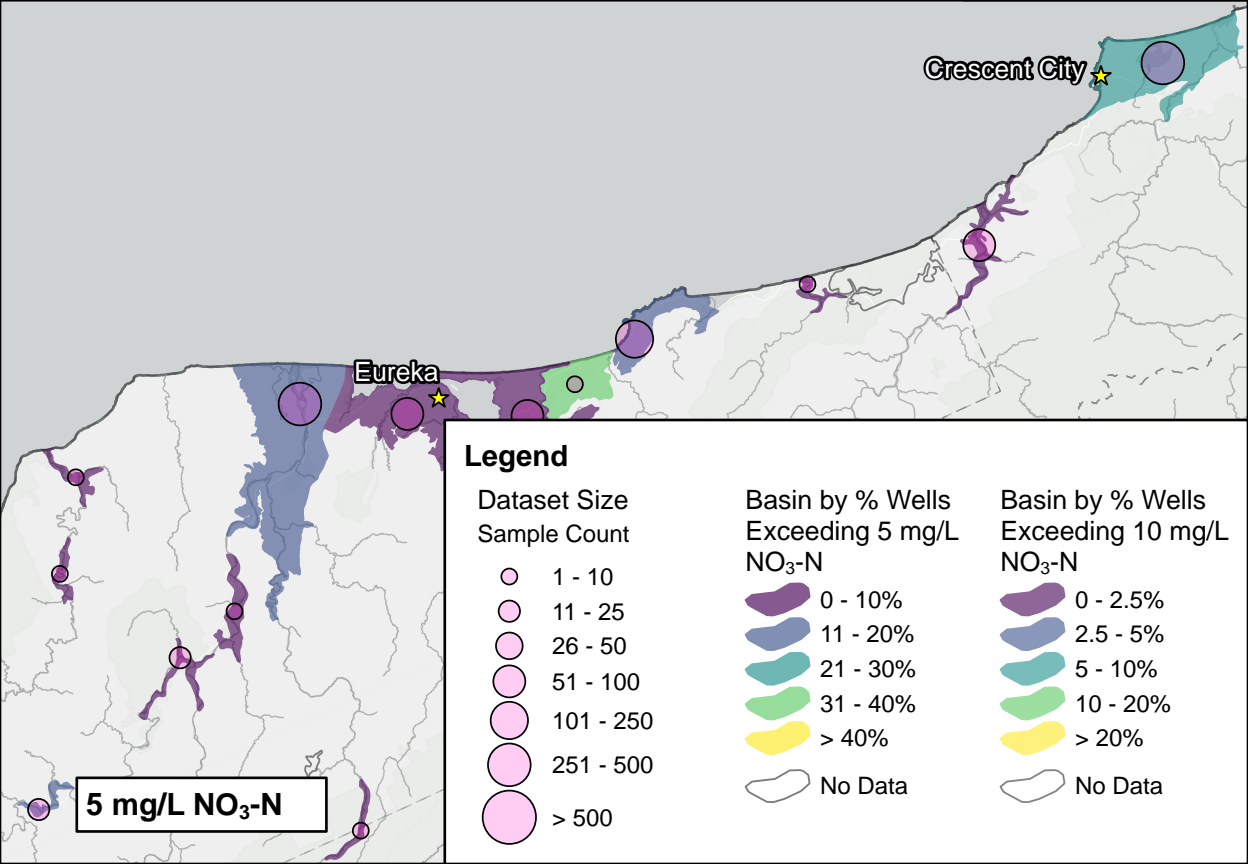 Crescent City
Eureka
Legend
Dataset Size
Sample Count
1 - 10
11 - 25
26 - 50
51 - 100
101 - 250
251 - 500
> 500
Basin by % Wells
Exceeding 5 mg/L
NO₃-N
0 - 10%
11 - 20%
21 - 30%
31 - 40%
> 40%
No Data
Basin by % Wells
Exceeding 10 mg/L
NO₃-N
0 - 2.5%
2.5 - 5%
5 - 10%
10 - 20%
> 20%
No Data
5 mg/L NO₃-N